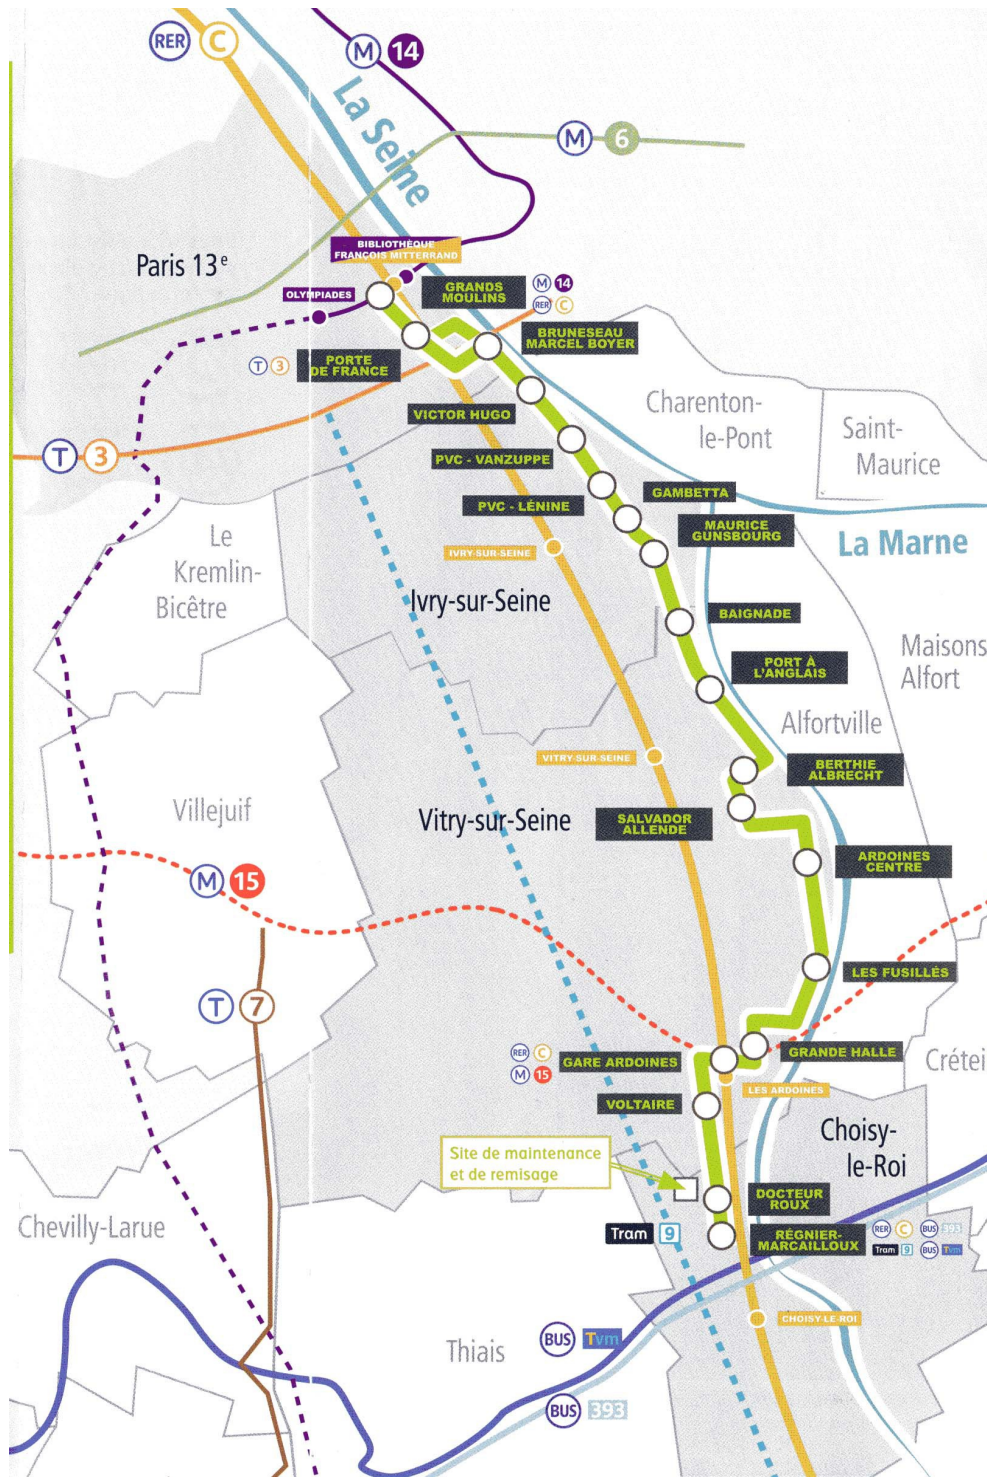 RER C
M 14
La Seine
M 6
Paris 13e
BIBLIOTHÈQUE
FRANÇOIS MITTERRAND
OLYMPIADES
GRANDS
MOULINS
M 14
RER C
BRUNESEAU
MARCEL BOYER
T 3
PORTE
DE FRANCE
VICTOR HUGO
Charenton-
le-Pont
Saint-
Maurice
T 3
PVC - VANZUPPE
PVC - LÉNINE
GAMBETTA
MAURICE
GUNSBOURG
La Marne
Le
Kremlin-
Bicêtre
IVRY-SUR-SEINE
Ivry-sur-Seine
BAIGNADE
Maisons
Alfort
PORT À
L'ANGLAIS
Alfortville
VITRY-SUR-SEINE
BERTHIE
ALBRECHT
Villejuif
Vitry-sur-Seine
SALVADOR
ALLENDE
ARDOINES
CENTRE
M 15
LES FUSILLÉS
T 7
RER C
M 15
GARE ARDOINES
GRANDE HALLE
Crétei
LES ARDOINES
VOLTAIRE
Choisy-
le-Roi
Site de maintenance
et de remisage
DOCTEUR
ROUX
Chevilly-Larue
Tram 9
RÉGNIER-
MARCAILLOUX
RER C BUS 393
Tram 9 BUS Tvm
CHOISY-LE-ROI
Thiais
BUS Tvm
BUS 393